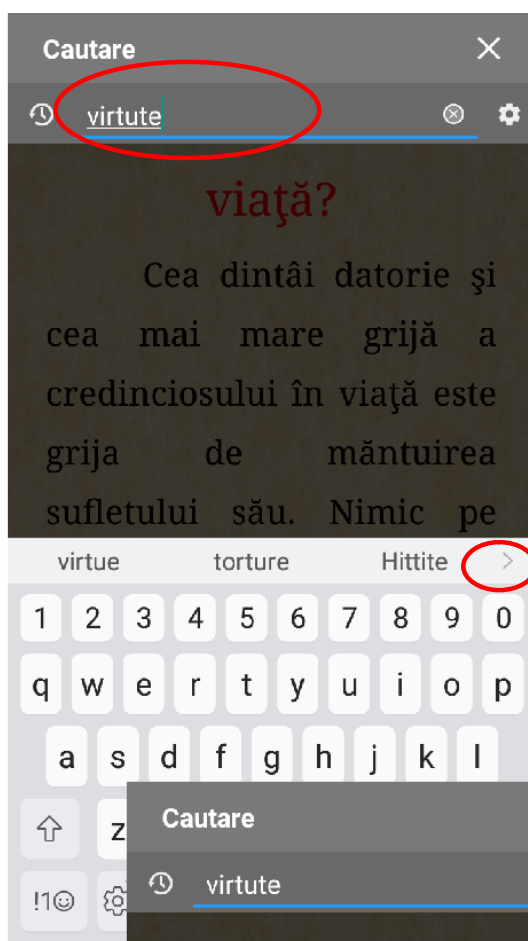 Cautare
virtute
viaţă?
Cea dintâi datorie şi
cea mai mare grijă a
credinciosului în viaţă este
grija de măntuirea
sufletului său. Nimic pe
virtue torture Hittite
1 2 3 4 5 6 7 8 9 0
q w e r t y u i o p
a s d f g h j k l
z
!1☺
Cautare
virtute